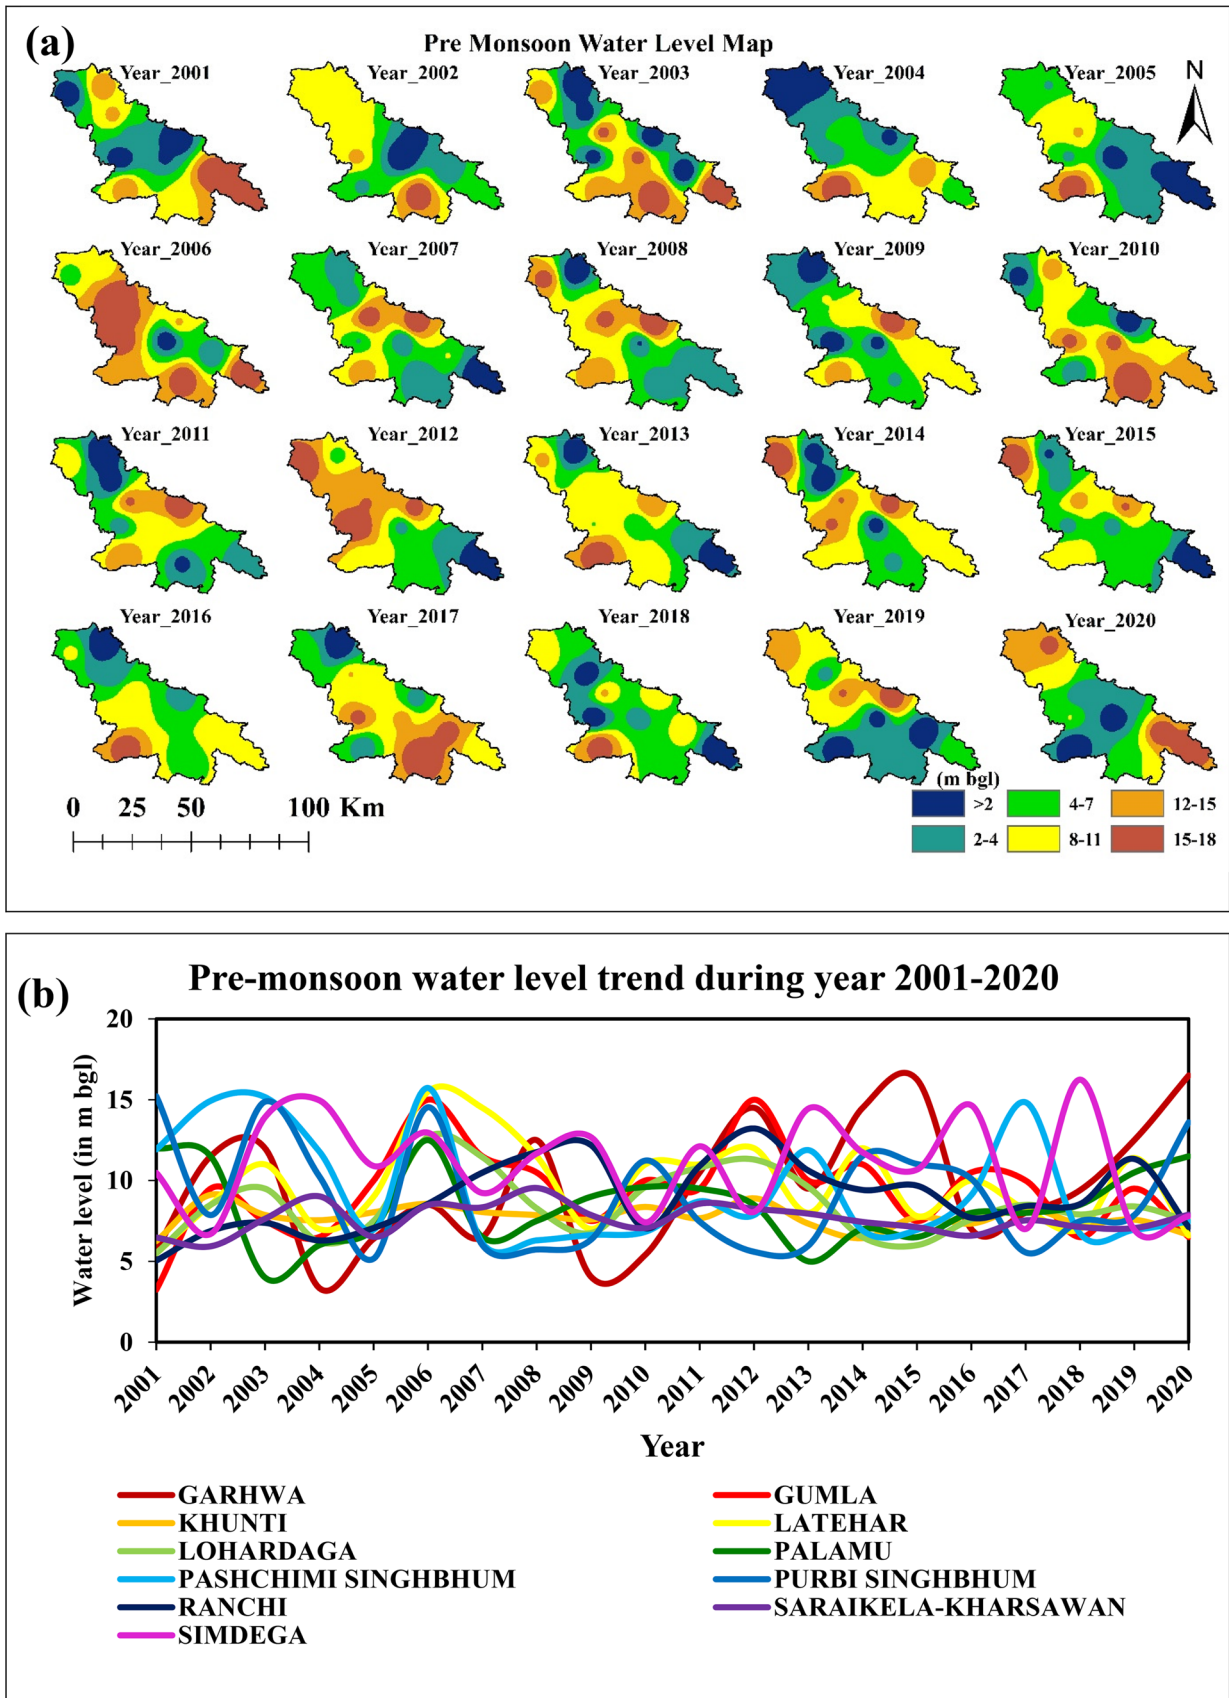 (a)
Pre Monsoon Water Level Map
Year_2001
Year_2002
Year_2003
Year_2004
Year_2005
N
Year_2006
Year_2007
Year_2008
Year_2009
Year_2010
Year_2011
Year_2012
Year_2013
Year_2014
Year_2015
Year_2016
Year_2017
Year_2018
Year_2019
Year_2020
0 25 50 100 Km
(m bgl)
>2 4-7 12-15
2-4 8-11 15-18
(b)
Pre-monsoon water level trend during year 2001-2020
Water level (in m bgl)
20
15
10
5
0
2001 2002 2003 2004 2005 2006 2007 2008 2009 2010 2011 2012 2013 2014 2015 2016 2017 2018 2019 2020
Year
GARHWA GUMLA
KHUNTI LATEHAR
LOHARDAGA PALAMU
PASHCHIMI SINGHBHUM PURBI SINGHBHUM
RANCHI SARAIKELA-KHARSAWAN
SIMDEGA